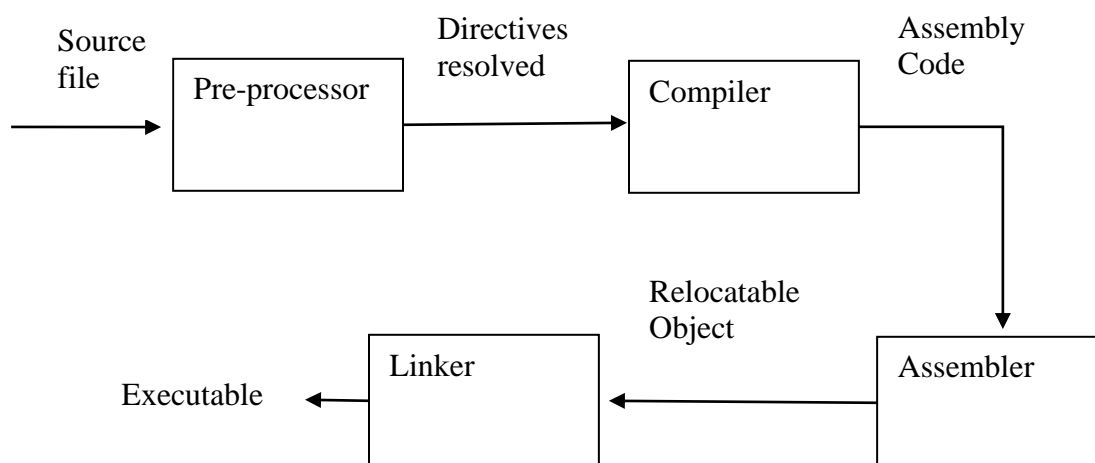 Source
file
Pre-processor
Directives
resolved
Compiler
Assembly
Code
Assembler
Relocatable
Object
Linker
Executable